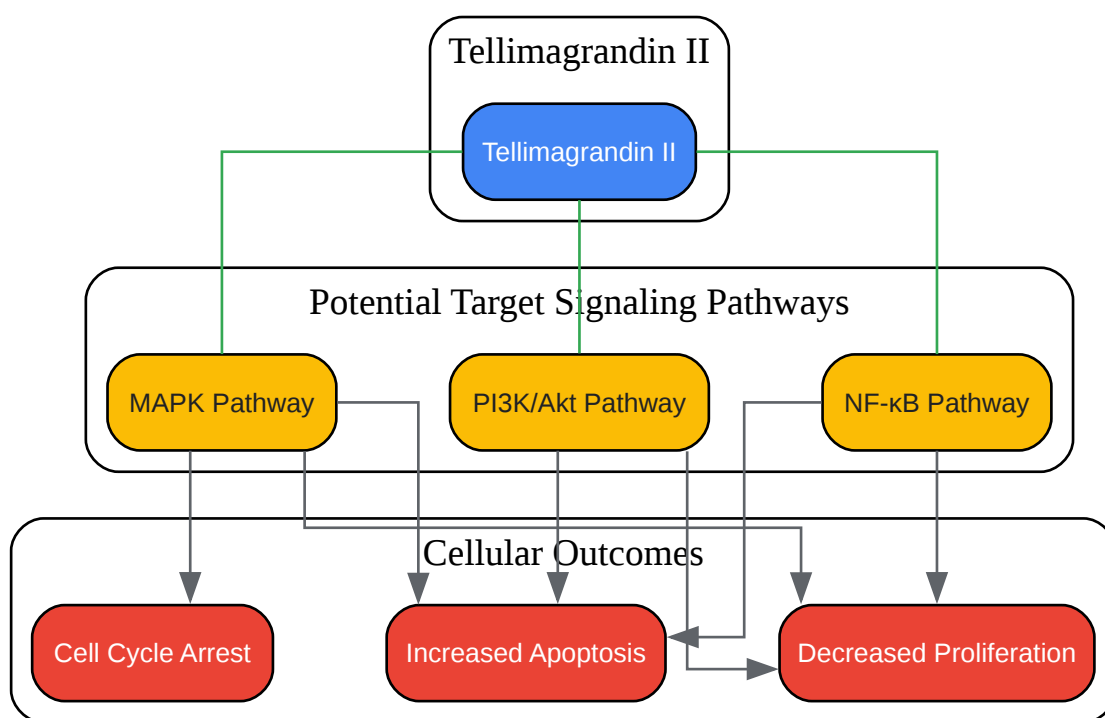 Tellimagrandin II
Tellimagrandin II
Potential Target Signaling Pathways
MAPK Pathway
PI3K/Akt Pathway
NF-κB Pathway
Cellular Outcomes
Cell Cycle Arrest
Increased Apoptosis
Decreased Proliferation